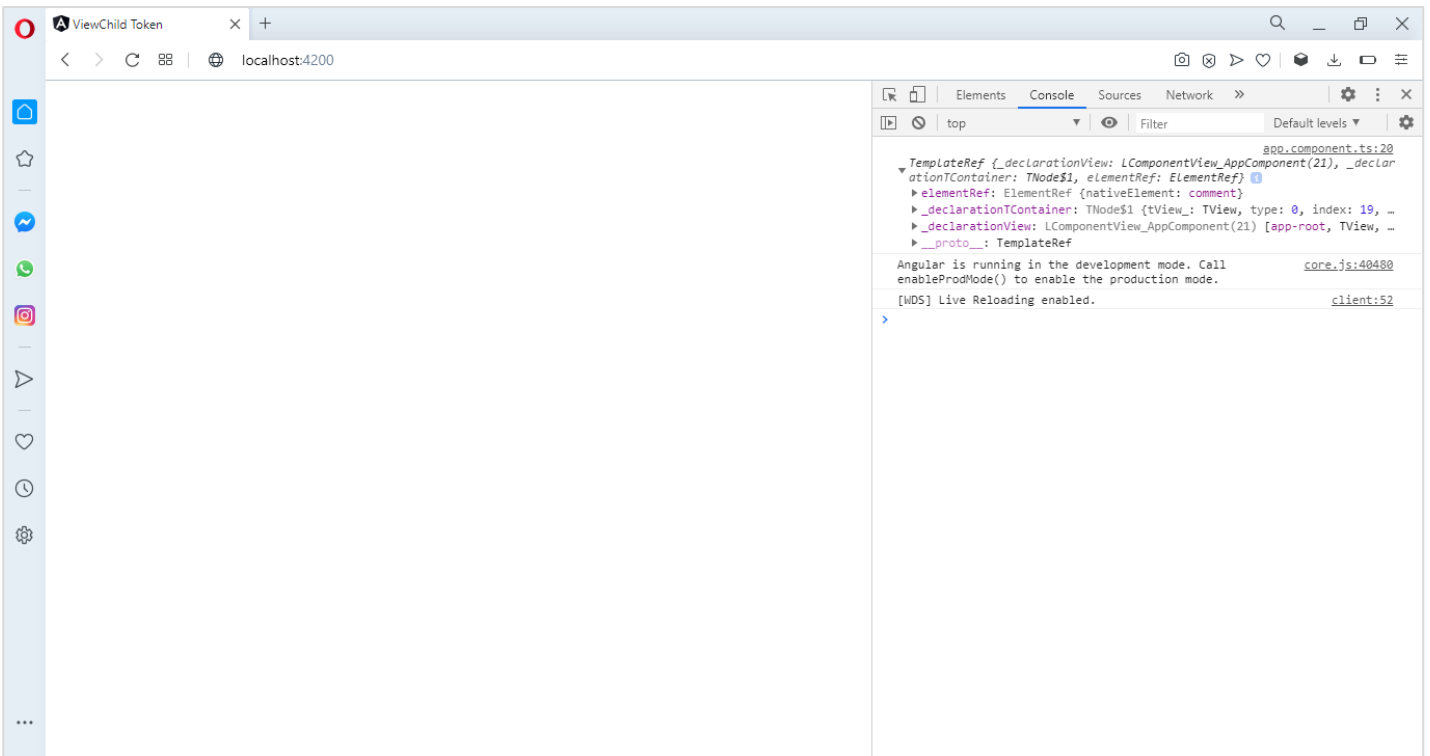 ViewChild Token
localhost:4200
Elements Console Sources Network »
top Filter Default levels ▼
app.component.ts:20
TemplateRef {_declarationView: LComponentView_AppComponent(21), _declar
ationTContainer: TNode$1, elementRef: ElementRef}
elementRef: ElementRef {nativeElement: comment}
_declarationTContainer: TNode$1 {tView_: TView, type: 0, index: 19, …
_declarationView: LComponentView_AppComponent(21) [app-root, TView, …
__proto__: TemplateRef
Angular is running in the development mode. Call core.js:40480
enableProdMode() to enable the production mode.
[WDS] Live Reloading enabled. client:52